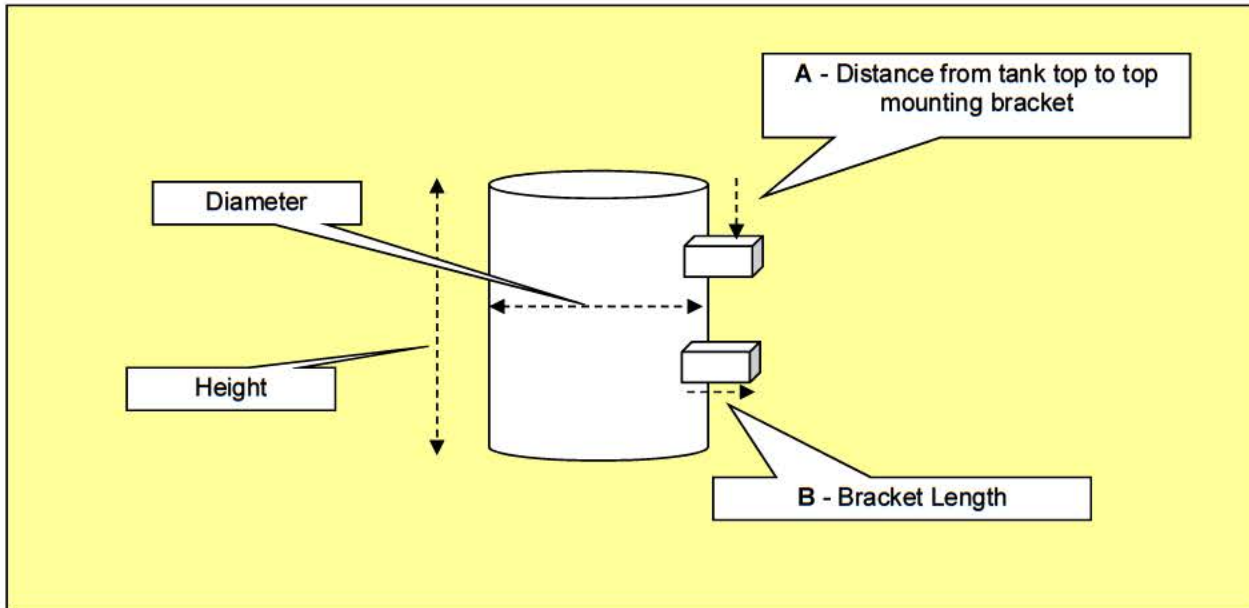 A - Distance from tank top to top
mounting bracket
Diameter
Height
B - Bracket Length